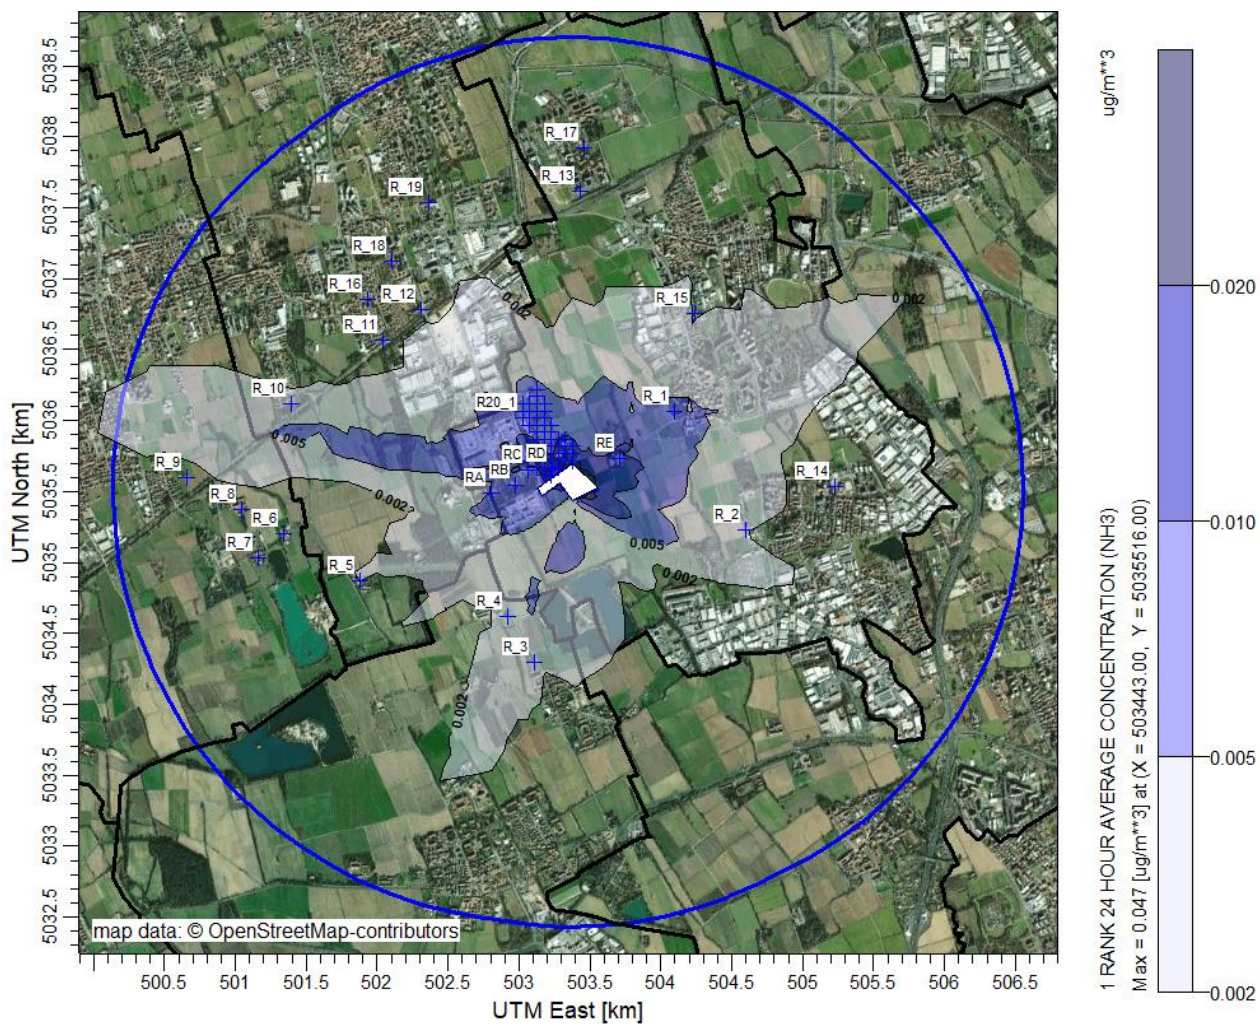 5038.5
5038
5037.5
5037
5036.5
5036
5035.5
5035
5034.5
5034
5033.5
5033
5032.5
UTM North [km]
R_17
R_13
R_19
R_18
R_16
R_12
R_11
R_15
0.002
0.002
R_10
R20_1
R_1
0.005
RC
RD
RE
RB
RA
R_9
R_8
R_14
0.002
R_6
R_2
R_7
R_5
0.005
0.002
R_4
R_3
0.002
map data: © OpenStreetMap-contributors
500.5
501
501.5
502
502.5
503
503.5
504
504.5
505
505.5
506
506.5
UTM East [km]
ug/m**3
1 RANK 24 HOUR AVERAGE CONCENTRATION (NH3)
Max = 0.047 [ug/m**3] at (X = 503443.00, Y = 5035516.00)
0.020
0.010
0.005
0.002